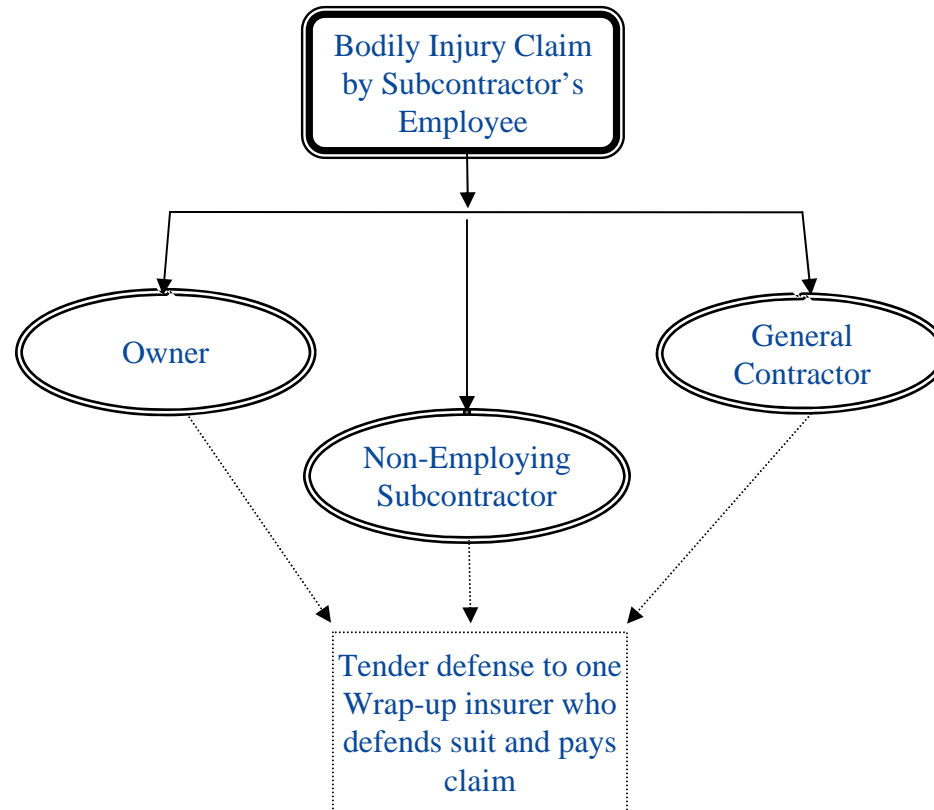 Bodily Injury Claim
by Subcontractor’s
Employee
Owner
General
Contractor
Non-Employing
Subcontractor
Tender defense to one
Wrap-up insurer who
defends suit and pays
claim